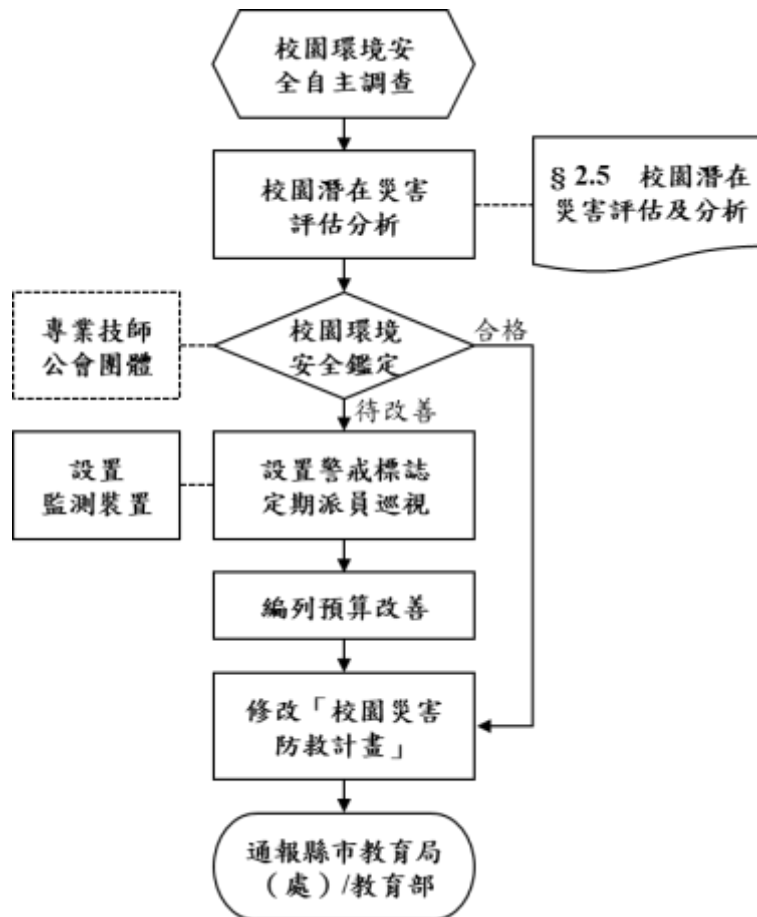 校園環境安
全自主調查
校園潛在災害
評估分析
§ 2.5 校園潛在
災害評估及分析
專業技師
公會團體
校園環境
安全鑑定
合格
待改善
設置
監測裝置
設置警戒標誌
定期派員巡視
編列預算改善
修改「校園災害
防救計畫」
通報縣市教育局
（處）/教育部